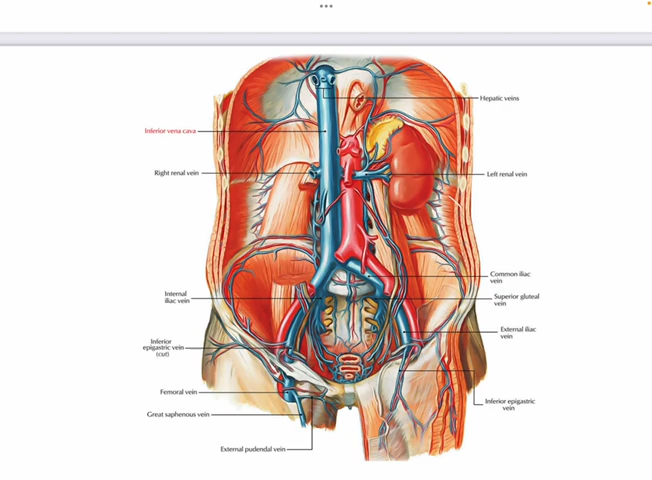 Hepatic veins
Inferior vena cava
Right renal vein
Left renal vein
Common iliac
vein
Internal
iliac vein
Superior gluteal
vein
External iliac
vein
Inferior
epigastric vein
(cut)
Femoral vein
Inferior epigastric
vein
Great saphenous vein
External pudendal vein